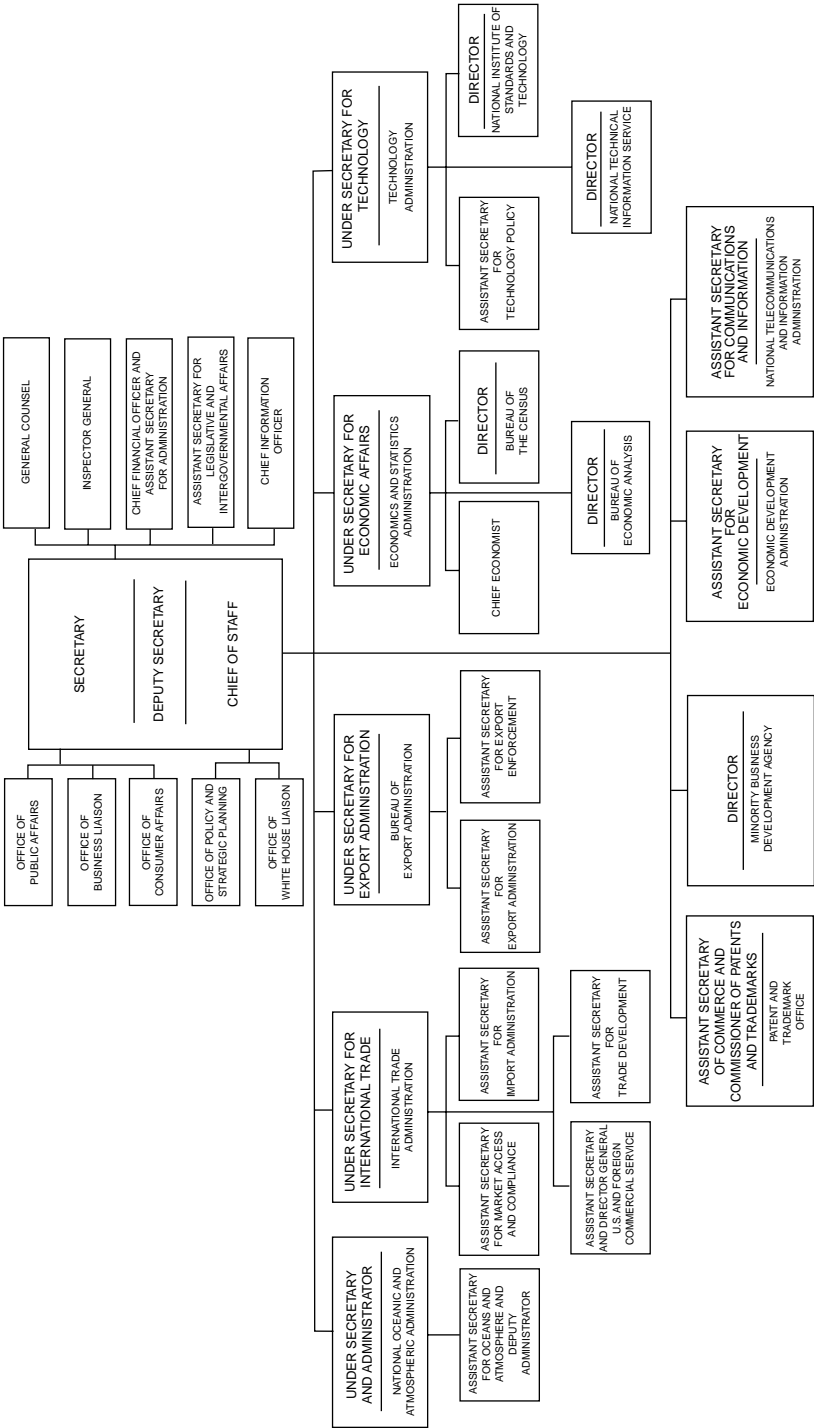 OFFICE OF
PUBLIC AFFAIRS
OFFICE OF
BUSINESS LIAISON
OFFICE OF
CONSUMER AFFAIRS
OFFICE OF POLICY AND
STRATEGIC PLANNING
OFFICE OF
WHITE HOUSE LIAISON
SECRETARY
DEPUTY SECRETARY
CHIEF OF STAFF
GENERAL COUNSEL
INSPECTOR GENERAL
CHIEF FINANCIAL OFFICER AND
ASSISTANT SECRETARY
FOR ADMINISTRATION
ASSISTANT SECRETARY FOR
LEGISLATIVE AND
INTERGOVERNMENTAL AFFAIRS
CHIEF INFORMATION
OFFICER
UNDER SECRETARY
AND ADMINISTRATOR
NATIONAL OCEANIC AND
ATMOSPHERIC ADMINISTRATION
UNDER SECRETARY FOR
INTERNATIONAL TRADE
INTERNATIONAL TRADE
ADMINISTRATION
UNDER SECRETARY FOR
EXPORT ADMINISTRATION
BUREAU OF
EXPORT ADMINISTRATION
UNDER SECRETARY FOR
ECONOMIC AFFAIRS
ECONOMICS AND STATISTICS
ADMINISTRATION
UNDER SECRETARY FOR
TECHNOLOGY
TECHNOLOGY
ADMINISTRATION
ASSISTANT SECRETARY
FOR OCEANS AND
ATMOSPHERE AND
DEPUTY
ADMINISTRATOR
ASSISTANT SECRETARY
FOR MARKET ACCESS
AND COMPLIANCE
ASSISTANT SECRETARY
FOR
IMPORT ADMINISTRATION
ASSISTANT SECRETARY
FOR
EXPORT ADMINISTRATION
ASSISTANT SECRETARY
FOR EXPORT
ENFORCEMENT
CHIEF ECONOMIST
DIRECTOR
BUREAU OF
THE CENSUS
ASSISTANT SECRETARY
FOR
TECHNOLOGY POLICY
DIRECTOR
NATIONAL INSTITUTE OF
STANDARDS AND
TECHNOLOGY
ASSISTANT SECRETARY
AND DIRECTOR GENERAL
U.S. AND FOREIGN
COMMERCIAL SERVICE
ASSISTANT SECRETARY
FOR
TRADE DEVELOPMENT
DIRECTOR
BUREAU OF
ECONOMIC ANALYSIS
DIRECTOR
NATIONAL TECHNICAL
INFORMATION SERVICE
ASSISTANT SECRETARY
OF COMMERCE AND
COMMISSIONER OF PATENTS
AND TRADEMARKS
PATENT AND
TRADEMARK
OFFICE
DIRECTOR
MINORITY BUSINESS
DEVELOPMENT AGENCY
ASSISTANT SECRETARY
FOR
ECONOMIC DEVELOPMENT
ECONOMIC DEVELOPMENT
ADMINISTRATION
ASSISTANT SECRETARY
FOR COMMUNICATIONS
AND INFORMATION
NATIONAL TELECOMMUNICATIONS
AND INFORMATION
ADMINISTRATION